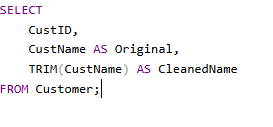 SELECT
    CustID,
    CustName AS Original,
    TRIM(CustName) AS CleanedName
FROM Customer;